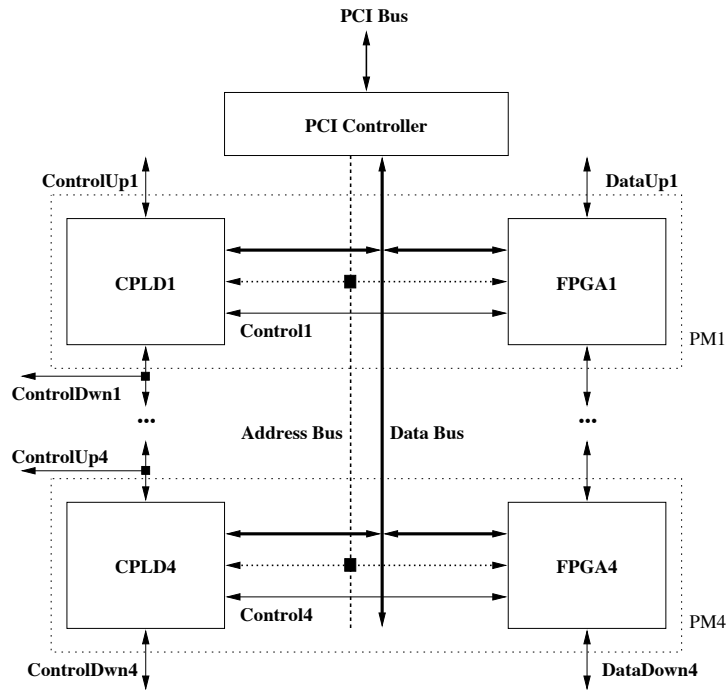 PCI Bus
PCI Controller
ControlUp1
DataUp1
CPLD1
FPGA1
Control1
PM1
ControlDwn1
...
...
Address Bus
Data Bus
ControlUp4
CPLD4
FPGA4
Control4
PM4
ControlDwn4
DataDown4